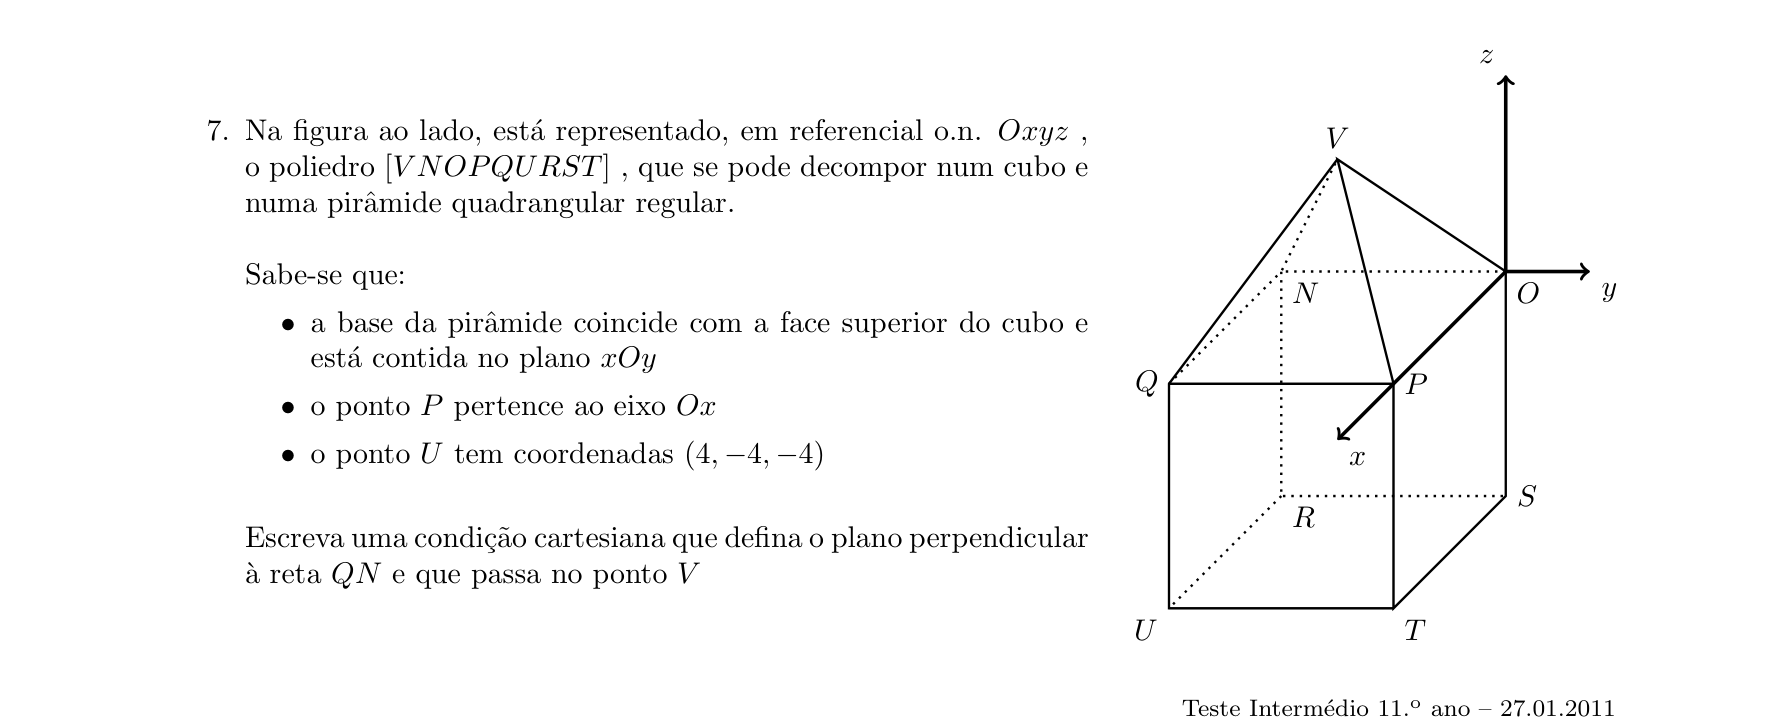 7. Na figura ao lado, está representado, em referencial o.n. Oxyz ,
o poliedro [VNOPQURST] , que se pode decompor num cubo e
numa pirâmide quadrangular regular.
Sabe-se que:
• a base da pirâmide coincide com a face superior do cubo e
está contida no plano xOy
• o ponto P pertence ao eixo Ox
• o ponto U tem coordenadas (4, −4, −4)
Escreva uma condição cartesiana que defina o plano perpendicular
à reta QN e que passa no ponto V
z
V
N
O
y
Q
P
x
R
S
U
T
Teste Intermédio 11.º ano – 27.01.2011